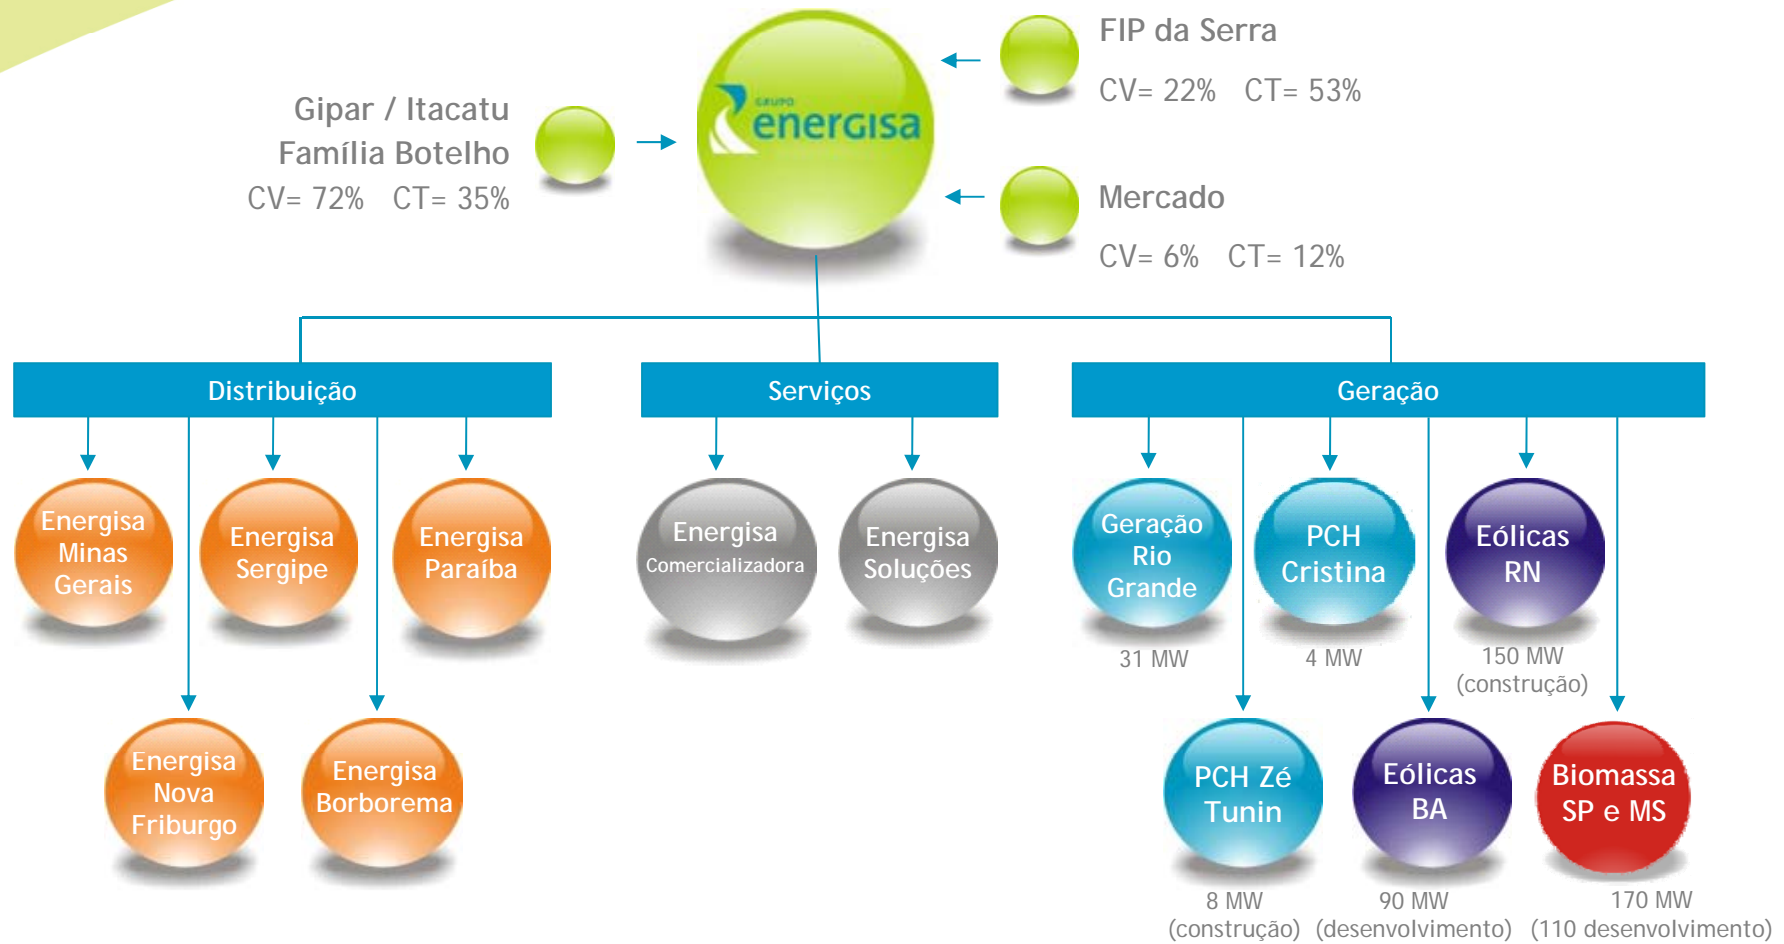 FIP da Serra
CV= 22% CT= 53%
Gipar / Itacatu
Família Botelho
CV= 72% CT= 35%
GRUPO
energisa
Mercado
CV= 6% CT= 12%
Distribuição
Serviços
Geração
Energisa
Minas
Gerais
Energisa
Sergipe
Energisa
Paraíba
Energisa
Comercializadora
Energisa
Soluções
Geração
Rio
Grande
31 MW
PCH
Cristina
4 MW
Eólicas
RN
150 MW
(construção)
Energisa
Nova
Friburgo
Energisa
Borborema
PCH Zé
Tunin
8 MW
(construção)
Eólicas
BA
90 MW
(desenvolvimento)
Biomassa
SP e MS
170 MW
(110 desenvolvimento)